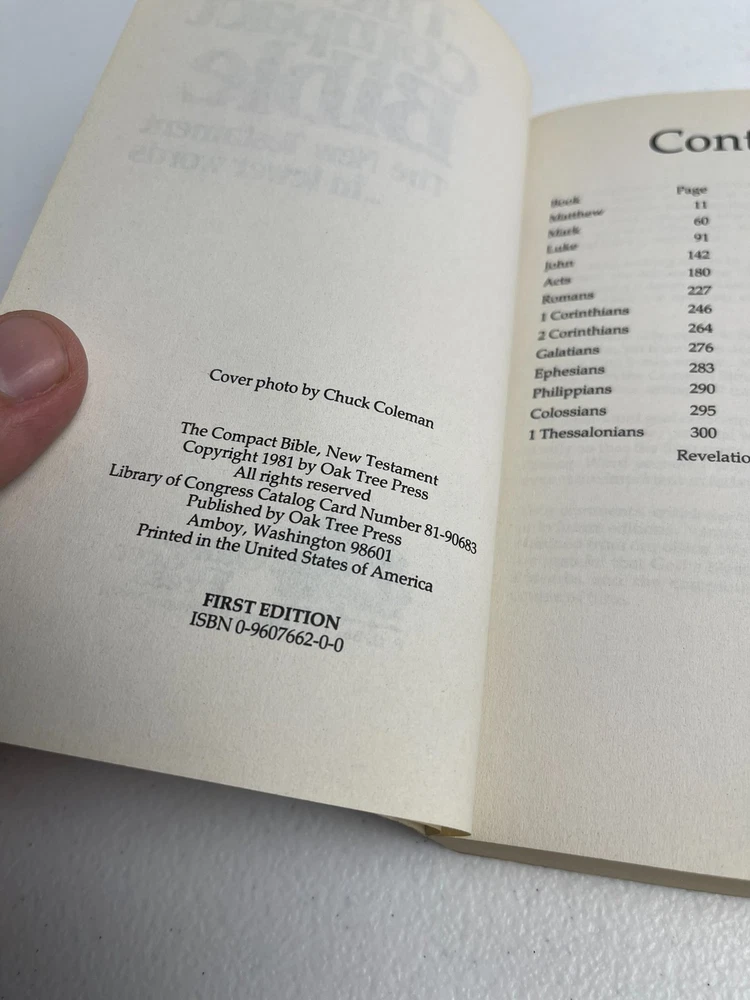 Cover photo by Chuck Coleman
The Compact Bible, New Testament
Copyright 1981 by Oak Tree Press
All rights reserved
Library of Congress Catalog Card Number 81-90683
Published by Oak Tree Press
Amboy, Washington 98601
Printed in the United States of America
FIRST EDITION
ISBN 0-9607662-0-0
Cont
Book Page
Matthew 11
Mark 60
Luke 91
John 142
Acts 180
Romans 227
1 Corinthians 246
2 Corinthians 264
Galatians 276
Ephesians 283
Philippians 290
Colossians 295
1 Thessalonians 300
Revelatio